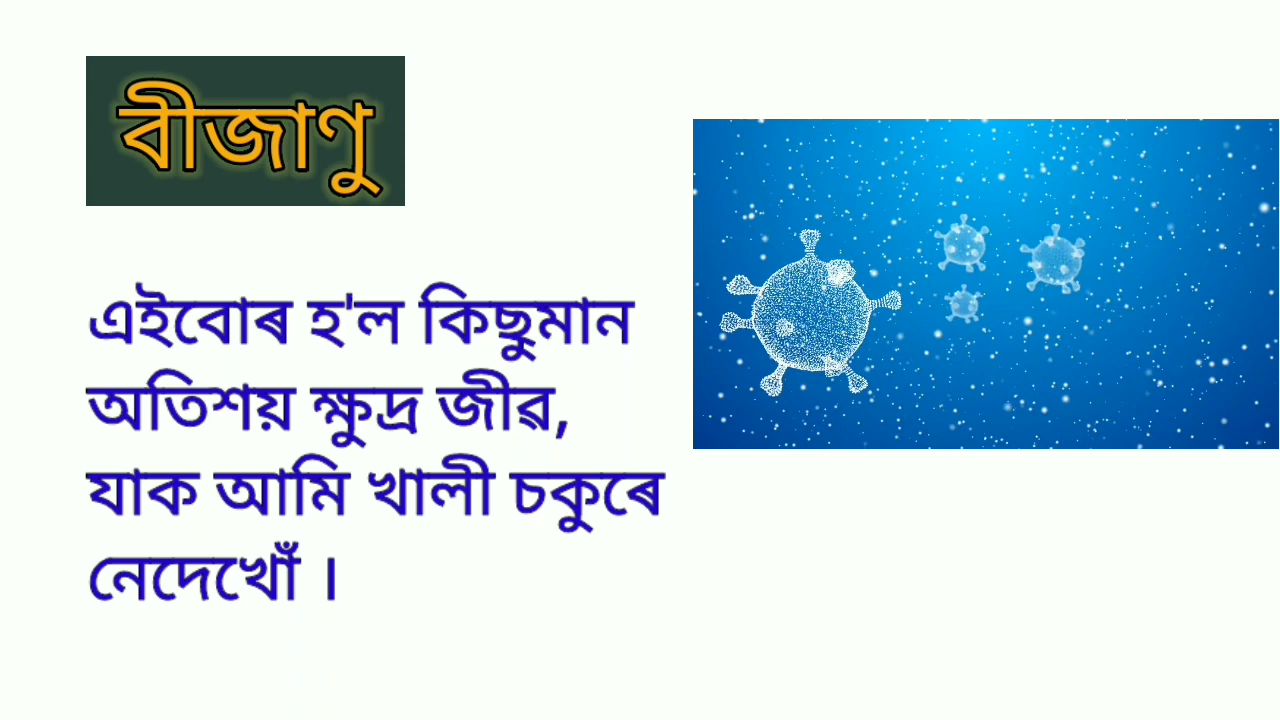 বীজাণু
এইবোৰ হ'ল কিছুমান
অতিশয় ক্ষুদ্ৰ জীৱ,
যাক আমি খালী চকুৰে
নেদেখোঁ ।